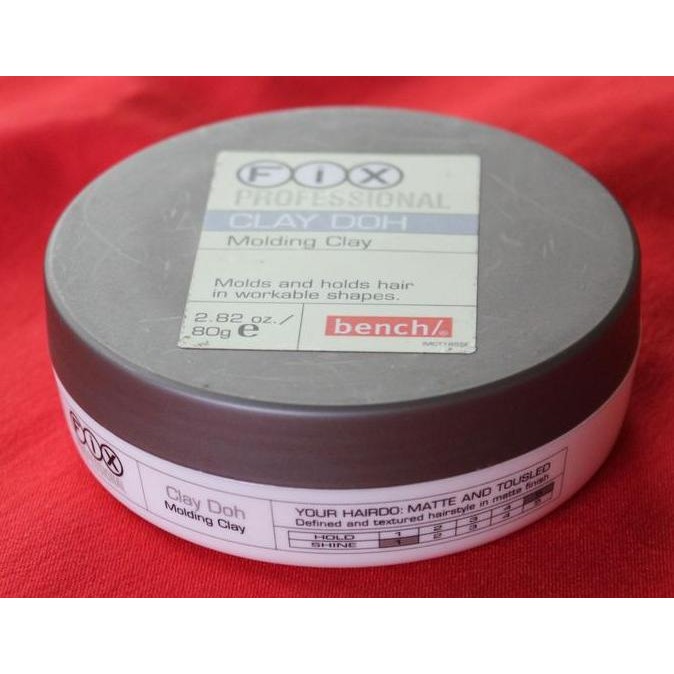 FIX
PROFESSIONAL
CLAY DOH
Molding Clay
Molds and holds hair
in workable shapes.
2.82 oz./
80g e
bench/.
FIX
Clay Doh
Molding Clay
YOUR HAIRDO: MATTE AND TOUSLED
Defined and textured hairstyle in matte finish
HOLD 1 2 3 4 5
SHINE 1 2 3 4 5